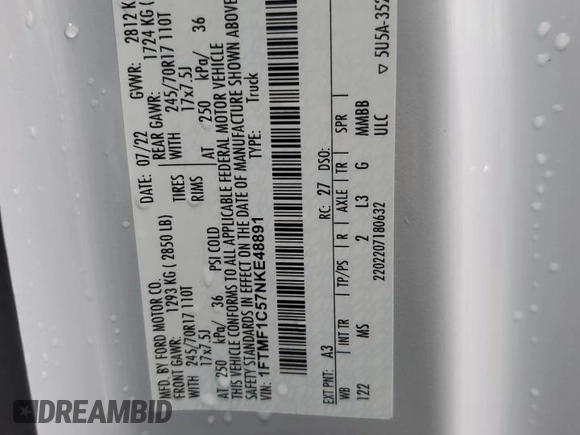 MFD. BY FORD MOTOR CO.
DATE: 07/22 GVWR: 2812 K
FRONT GAWR: 1293 KG ( 2850 LB) REAR GAWR: 1724 KG (
WITH 245/70R17 110T TIRES WITH 245/70R17 110T
17x7.5J RIMS 17x7.5J
AT 250 kPa/ 36 PSI COLD AT 250 kPa/ 36
THIS VEHICLE CONFORMS TO ALL APPLICABLE FEDERAL MOTOR VEHICLE
SAFETY STANDARDS IN EFFECT ON THE DATE OF MANUFACTURE SHOWN ABOVE
VIN: 1FTMF1C57NKE48891 TYPE: Truck
EXT PNT: A3 RC: 27 DSO:
WB INT TR TP/PS R AXLE TR SPR
122 MS 2 L3 G MMBB
2202207180632 ULC
▽ 5U5A-352
DREAMBID